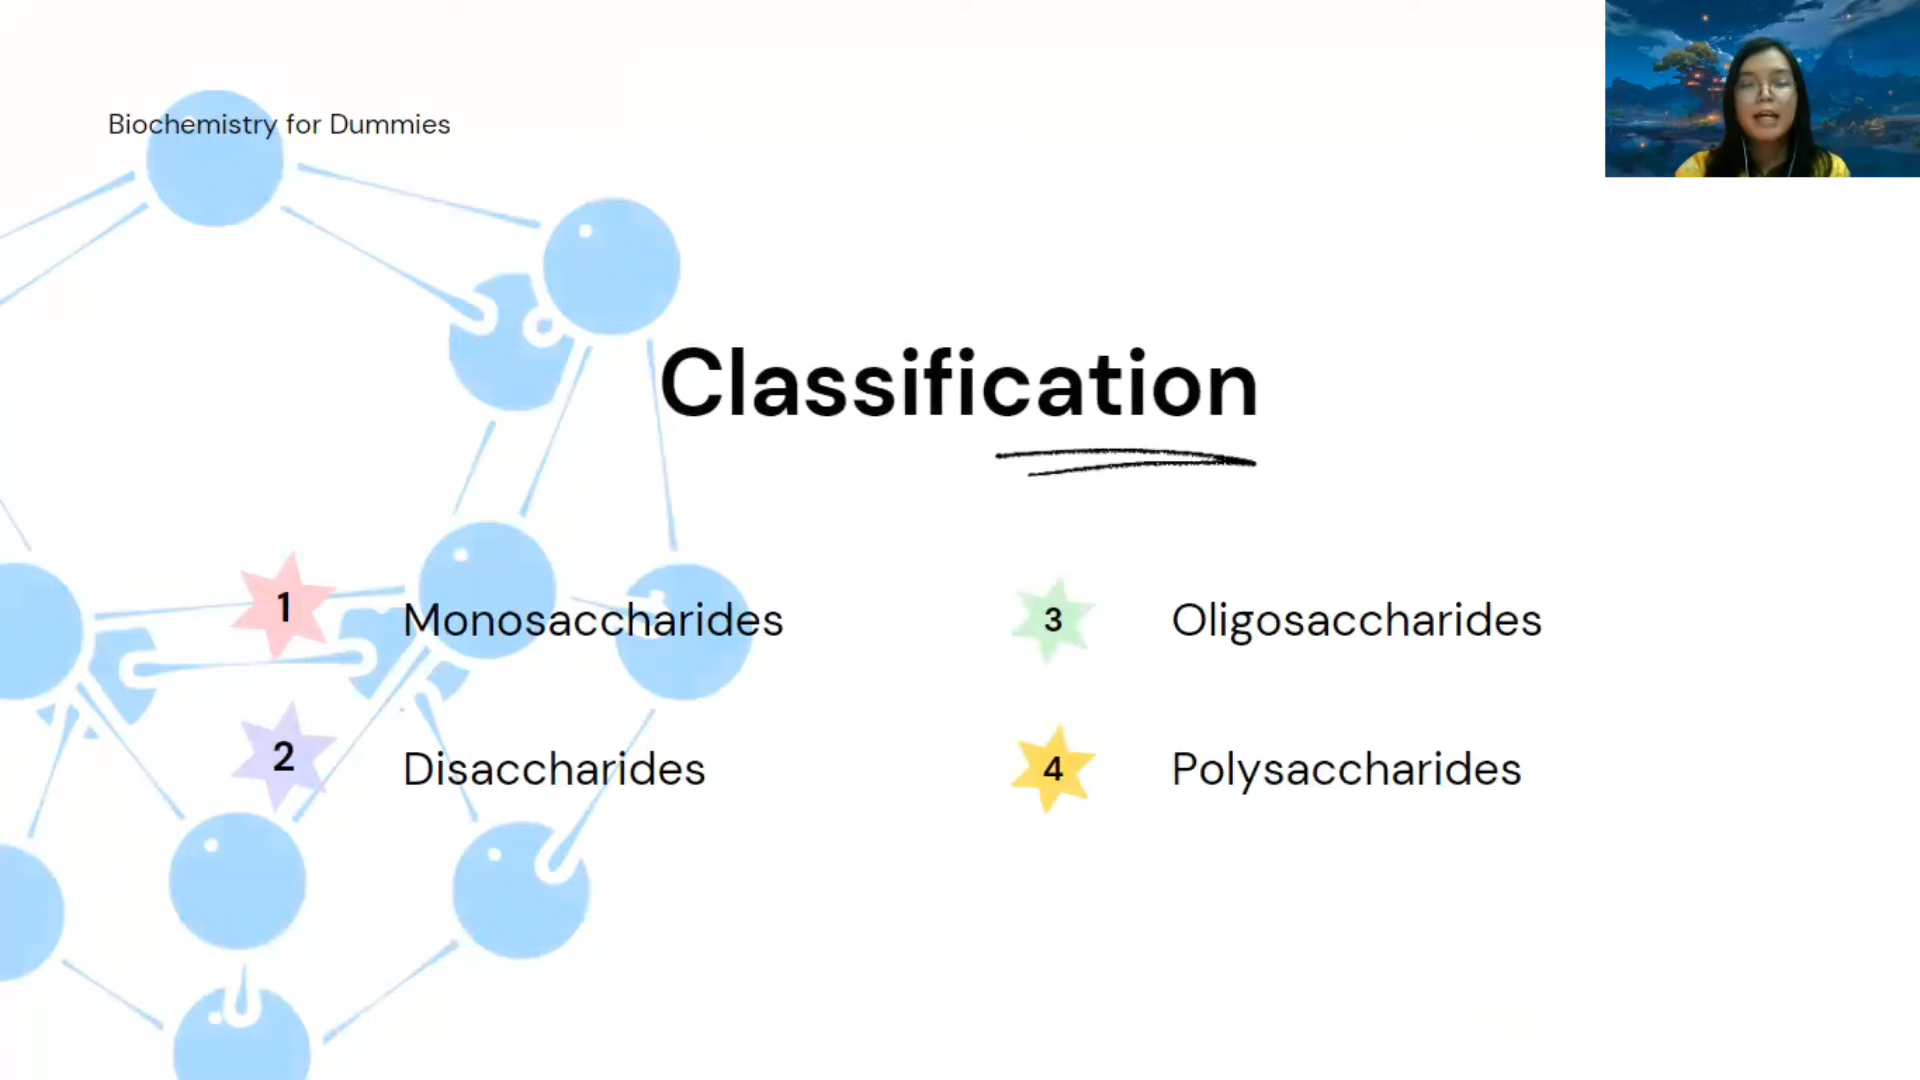 Biochemistry for Dummies
Classification
1 Monosaccharides
2 Disaccharides
3 Oligosaccharides
4 Polysaccharides